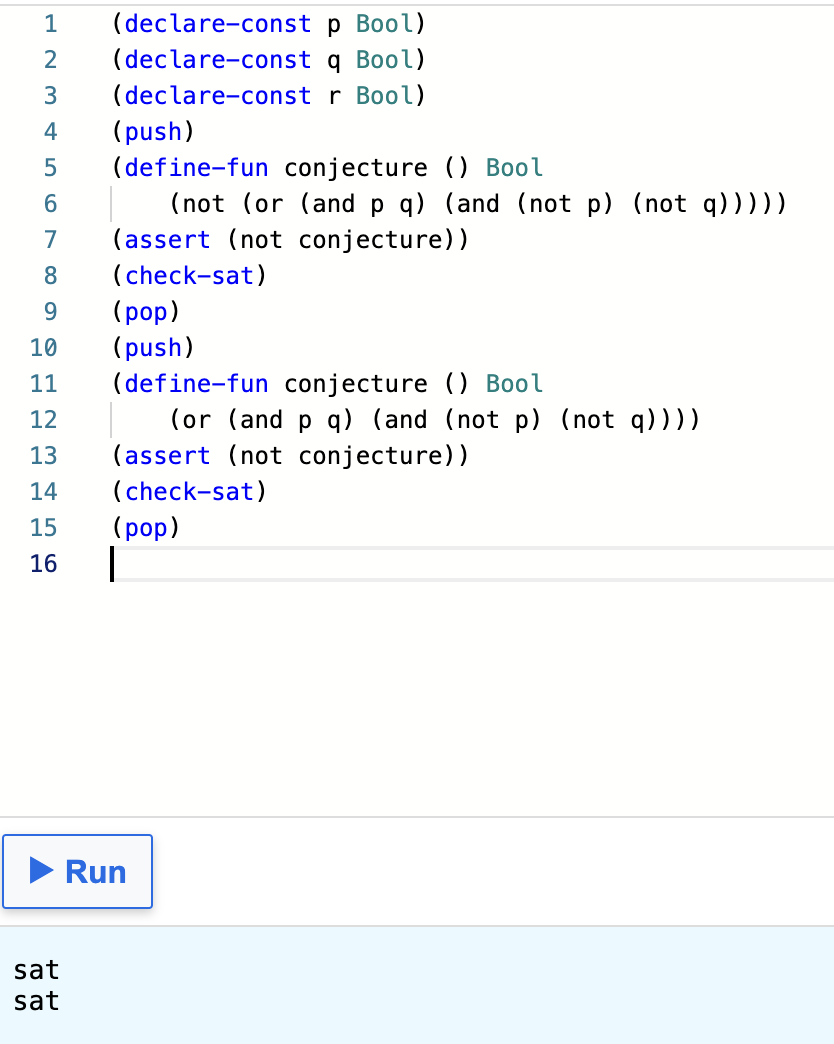 1 (declare-const p Bool)
2 (declare-const q Bool)
3 (declare-const r Bool)
4 (push)
5 (define-fun conjecture () Bool
6     (not (or (and p q) (and (not p) (not q)))))
7 (assert (not conjecture))
8 (check-sat)
9 (pop)
10 (push)
11 (define-fun conjecture () Bool
12     (or (and p q) (and (not p) (not q))))
13 (assert (not conjecture))
14 (check-sat)
15 (pop)
16
Run
sat
sat